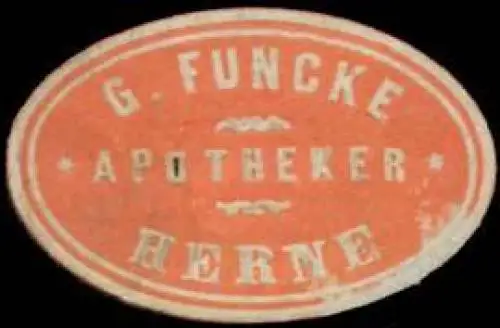 G. FUNCKE
* APOTHEKER *
HERNE